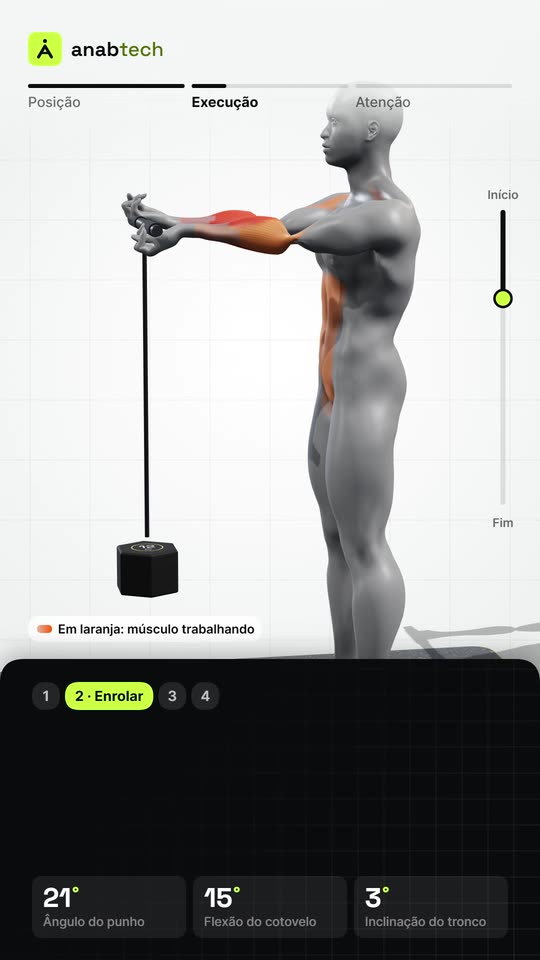 anabtech
Posição
Execução
Atenção
Início
Fim
12
Em laranja: músculo trabalhando
1
2 · Enrolar
3
4
21°
Ângulo do punho
15°
Flexão do cotovelo
3°
Inclinação do tronco